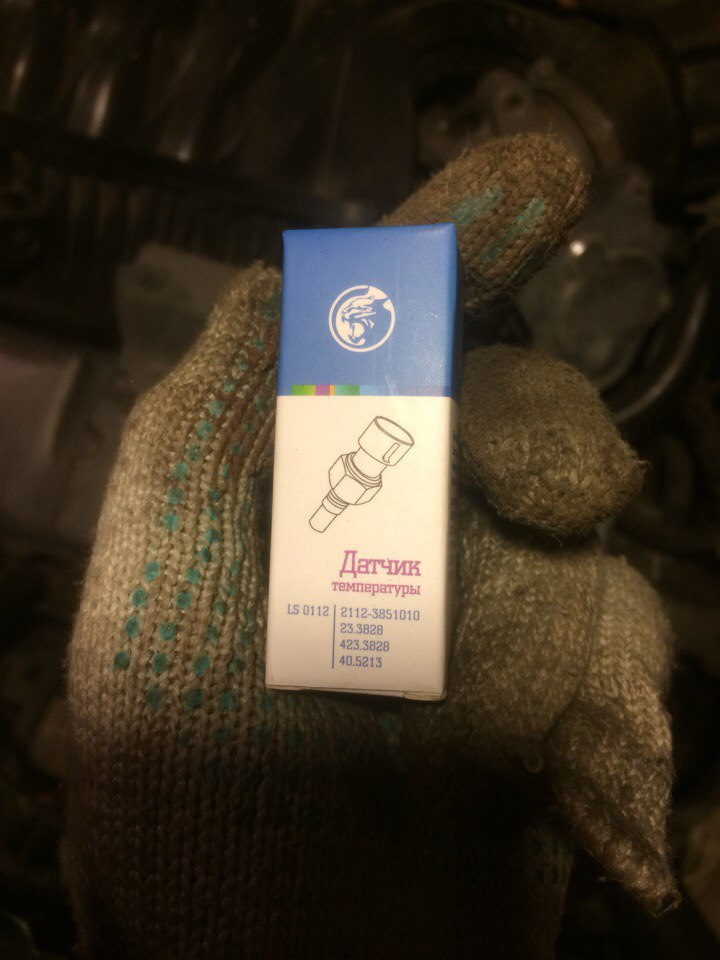 Датчик
температуры
LS 0112 2112-3851010
23.3828
423.3828
40.5213